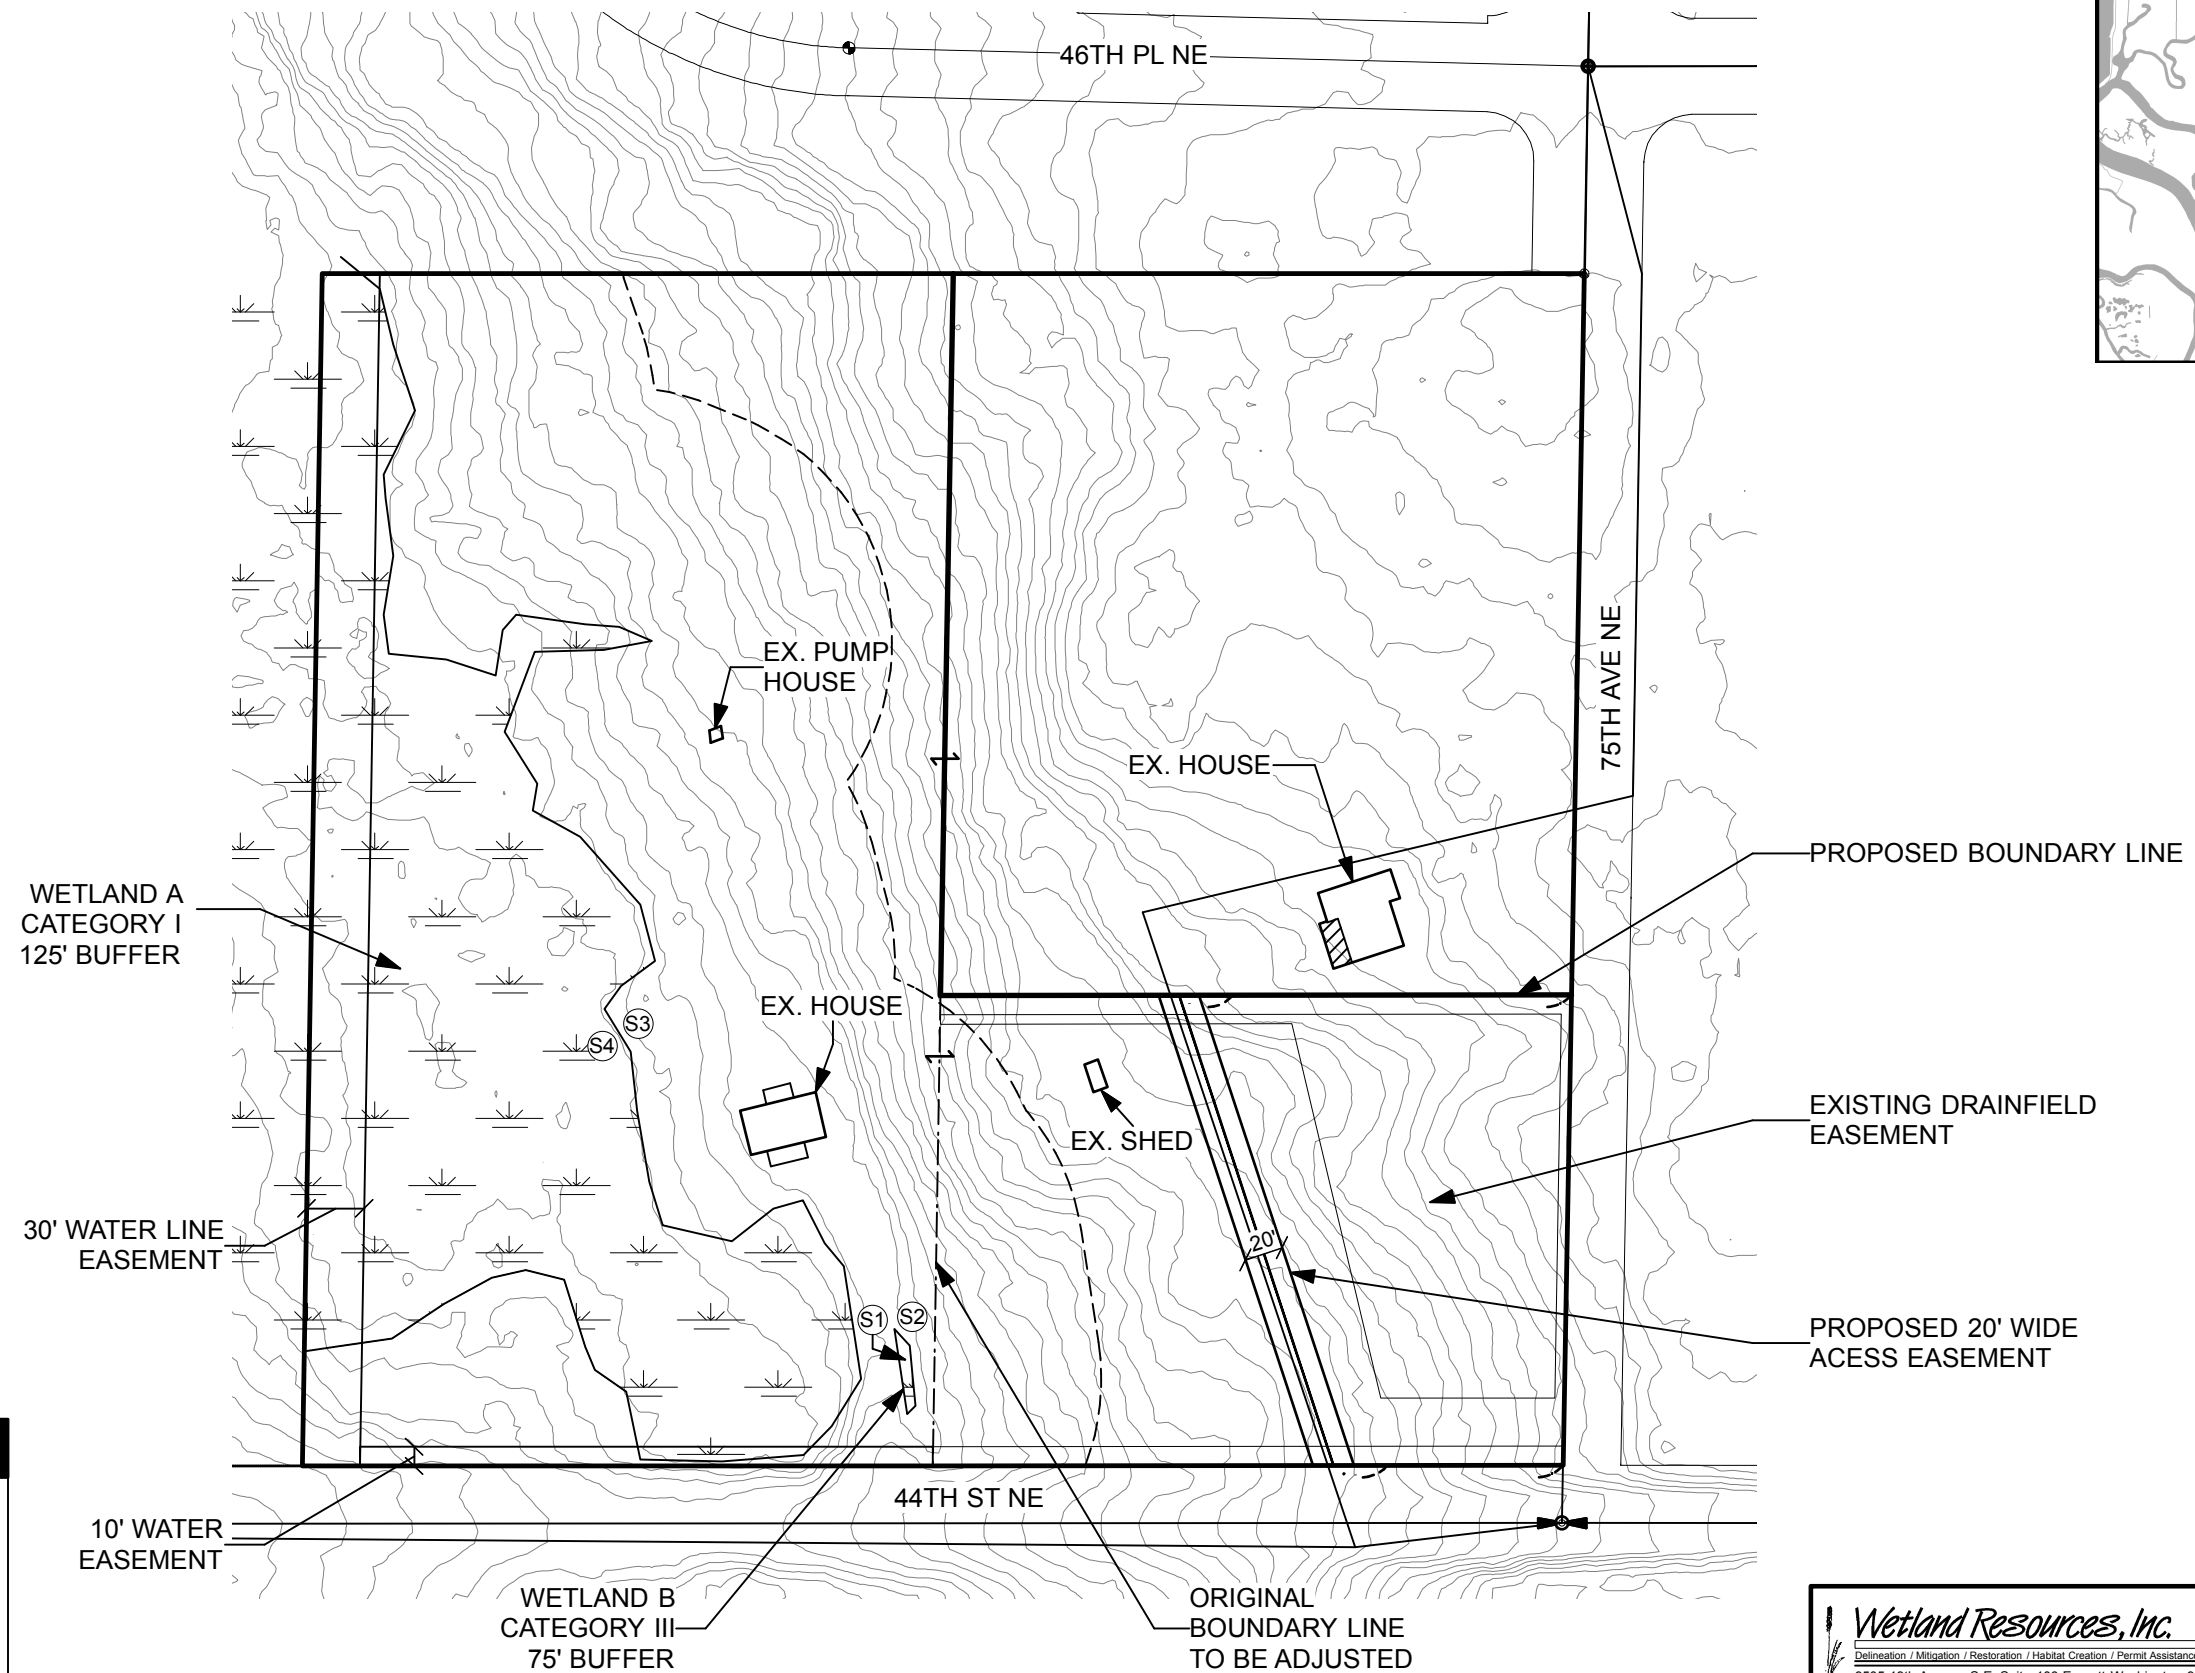 46TH PL NE
75TH AVE NE
EX. PUMP
HOUSE
EX. HOUSE
PROPOSED BOUNDARY LINE
WETLAND A
CATEGORY I
125' BUFFER
EX. HOUSE
S3
S4
EX. SHED
EXISTING DRAINFIELD
EASEMENT
30' WATER LINE
EASEMENT
20'
S1
S2
PROPOSED 20' WIDE
ACESS EASEMENT
44TH ST NE
10' WATER
EASEMENT
WETLAND B
CATEGORY III
75' BUFFER
ORIGINAL
BOUNDARY LINE
TO BE ADJUSTED
Wetland Resources, Inc.
Delineation / Mitigation / Restoration / Habitat Creation / Permit Assistance